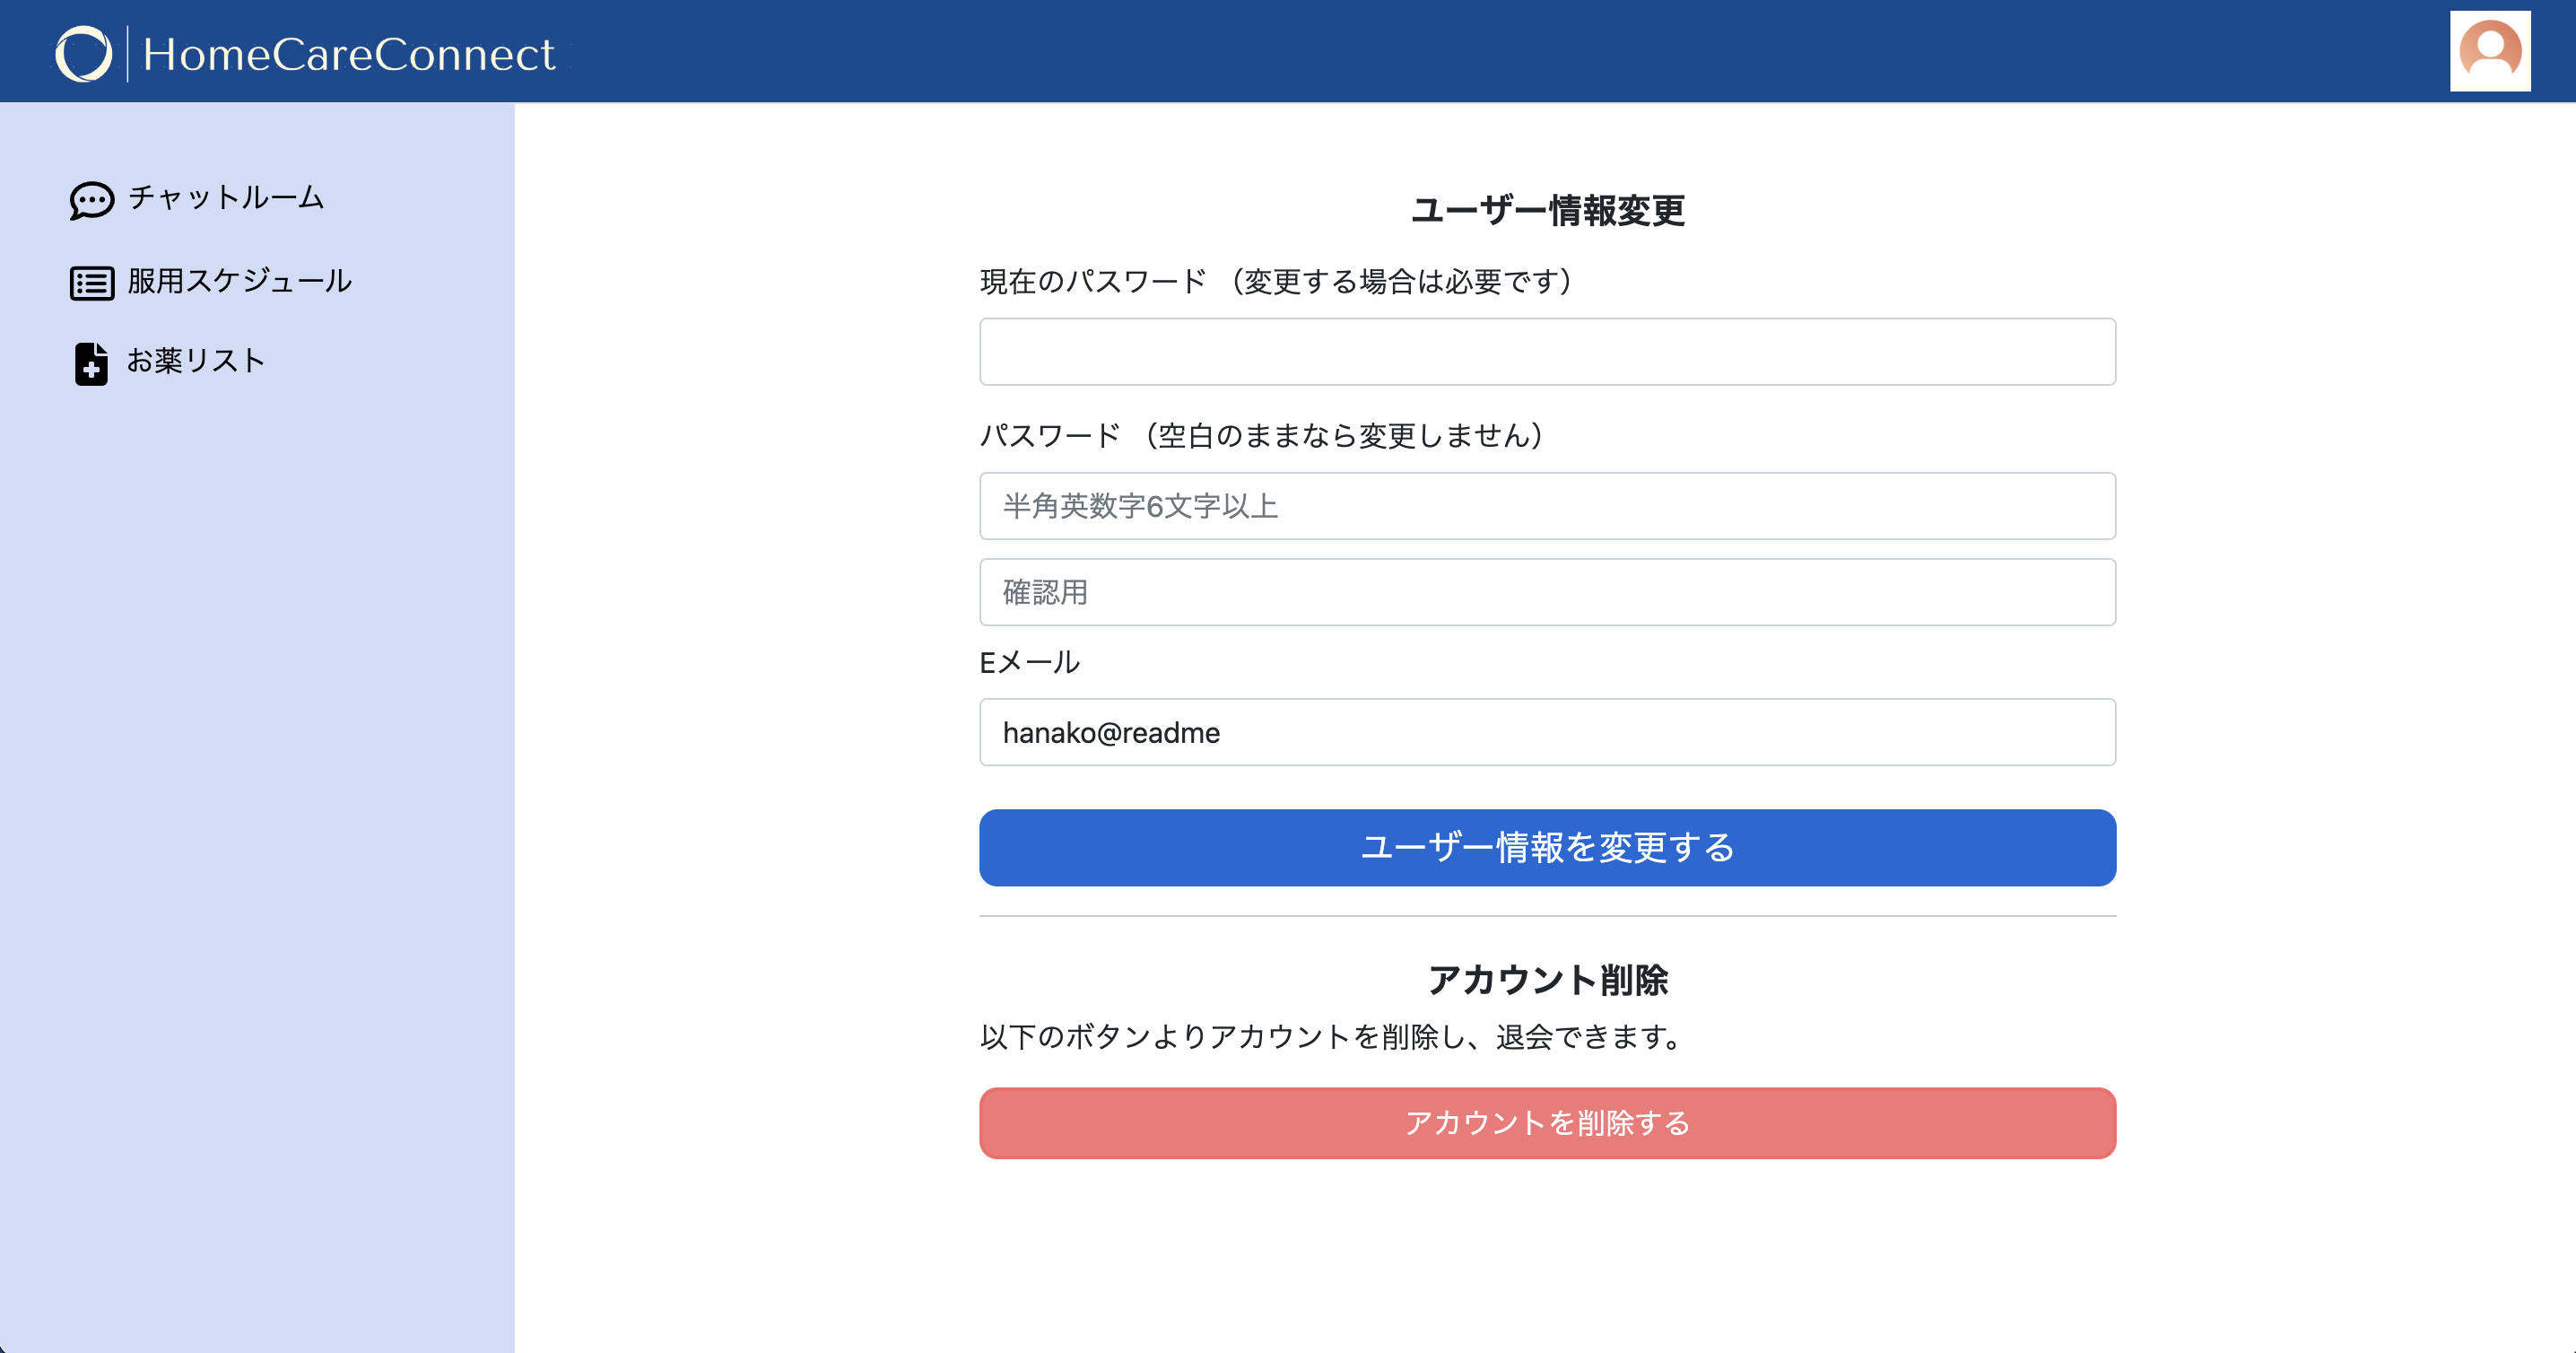 HomeCareConnect
チャットルーム
服用スケジュール
お薬リスト
ユーザー情報変更
現在のパスワード （変更する場合は必要です）
パスワード （空白のままなら変更しません）
半角英数字6文字以上
確認用
Eメール
hanako@readme
ユーザー情報を変更する
アカウント削除
以下のボタンよりアカウントを削除し、退会できます。
アカウントを削除する